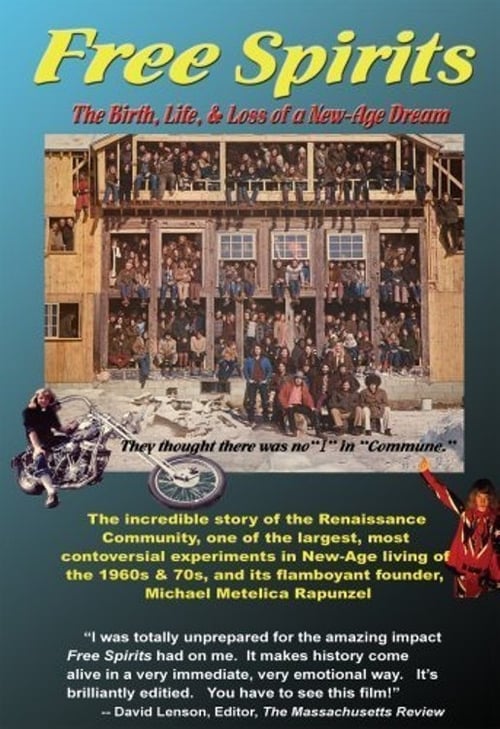 Free Spirits
The Birth, Life, & Loss of a New-Age Dream
They thought there was no "I" in "Commune."
The incredible story of the Renaissance
Community, one of the largest, most
contoversial experiments in New-Age living of
the 1960s & 70s, and its flamboyant founder,
Michael Metelica Rapunzel
"I was totally unprepared for the amazing impact
Free Spirits had on me. It makes history come
alive in a very immediate, very emotional way. It's
brilliantly editied. You have to see this film!"
-- David Lenson, Editor, The Massachusetts Review